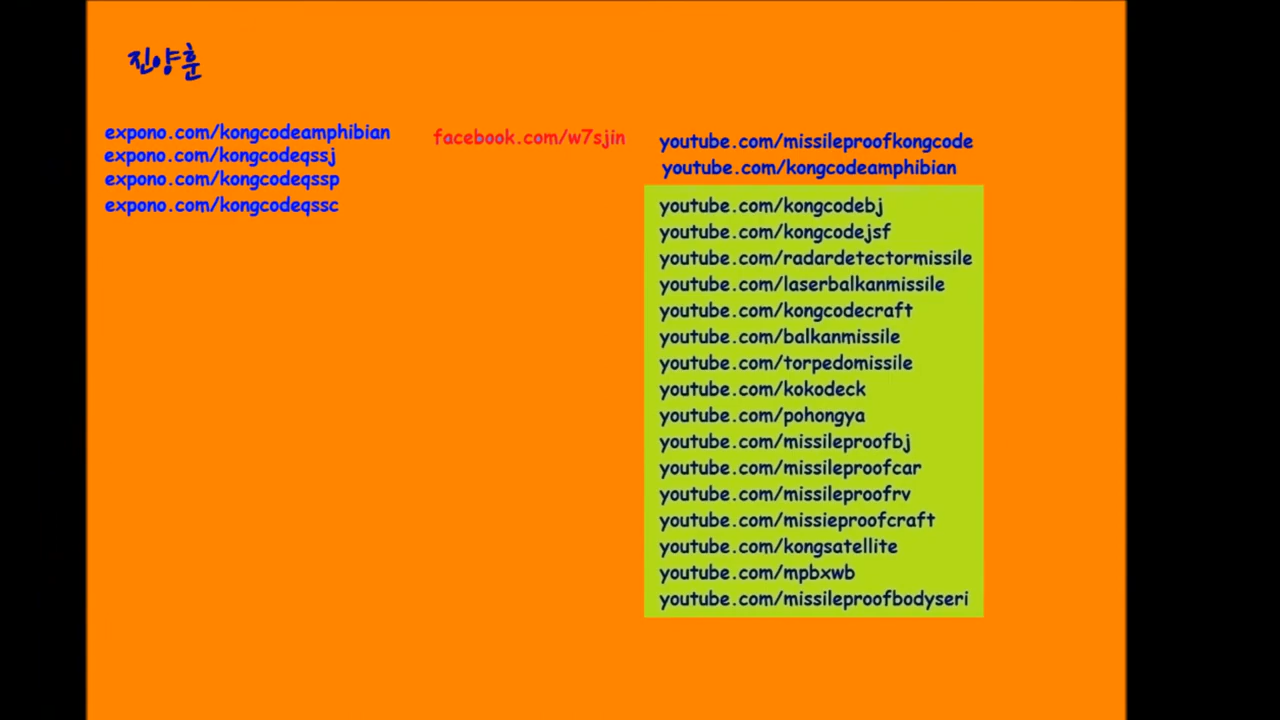 진양훈
expono.com/kongcodeamphibian
expono.com/kongcodeqssj
expono.com/kongcodeqssp
expono.com/kongcodeqssc
facebook.com/w7sjin
youtube.com/missileproofkongcode
youtube.com/kongcodeamphibian
youtube.com/kongcodebj
youtube.com/kongcodejsf
youtube.com/radardetectormissile
youtube.com/laserbalkanmissile
youtube.com/kongcodecraft
youtube.com/balkanmissile
youtube.com/torpedomissile
youtube.com/kokodeck
youtube.com/pohongya
youtube.com/missileproofbj
youtube.com/missileproofcar
youtube.com/missileproofrv
youtube.com/missieproofcraft
youtube.com/kongsatellite
youtube.com/mpbxwb
youtube.com/missileproofbodyseri